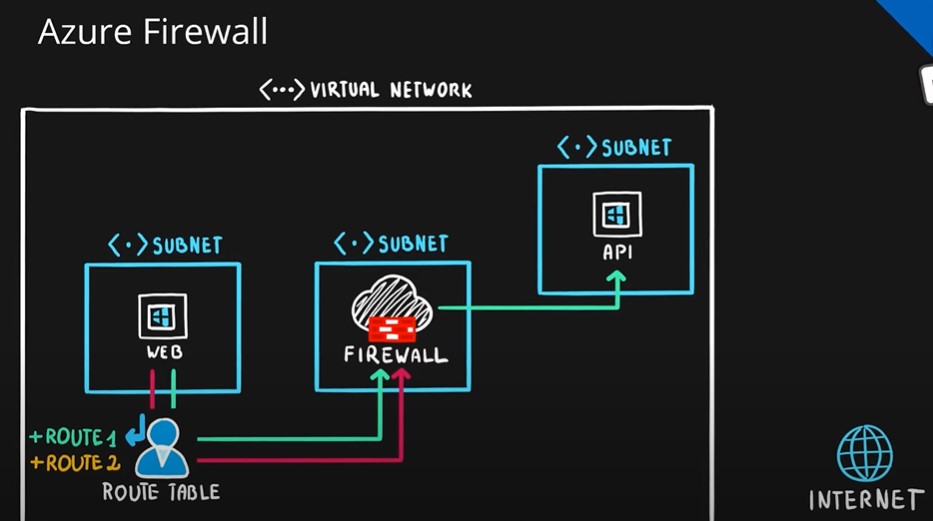 Azure Firewall
<···> VIRTUAL NETWORK
<·> SUBNET
API
<·> SUBNET
WEB
<·> SUBNET
FIREWALL
+ROUTE 1
+ROUTE 2
ROUTE TABLE
INTERNET